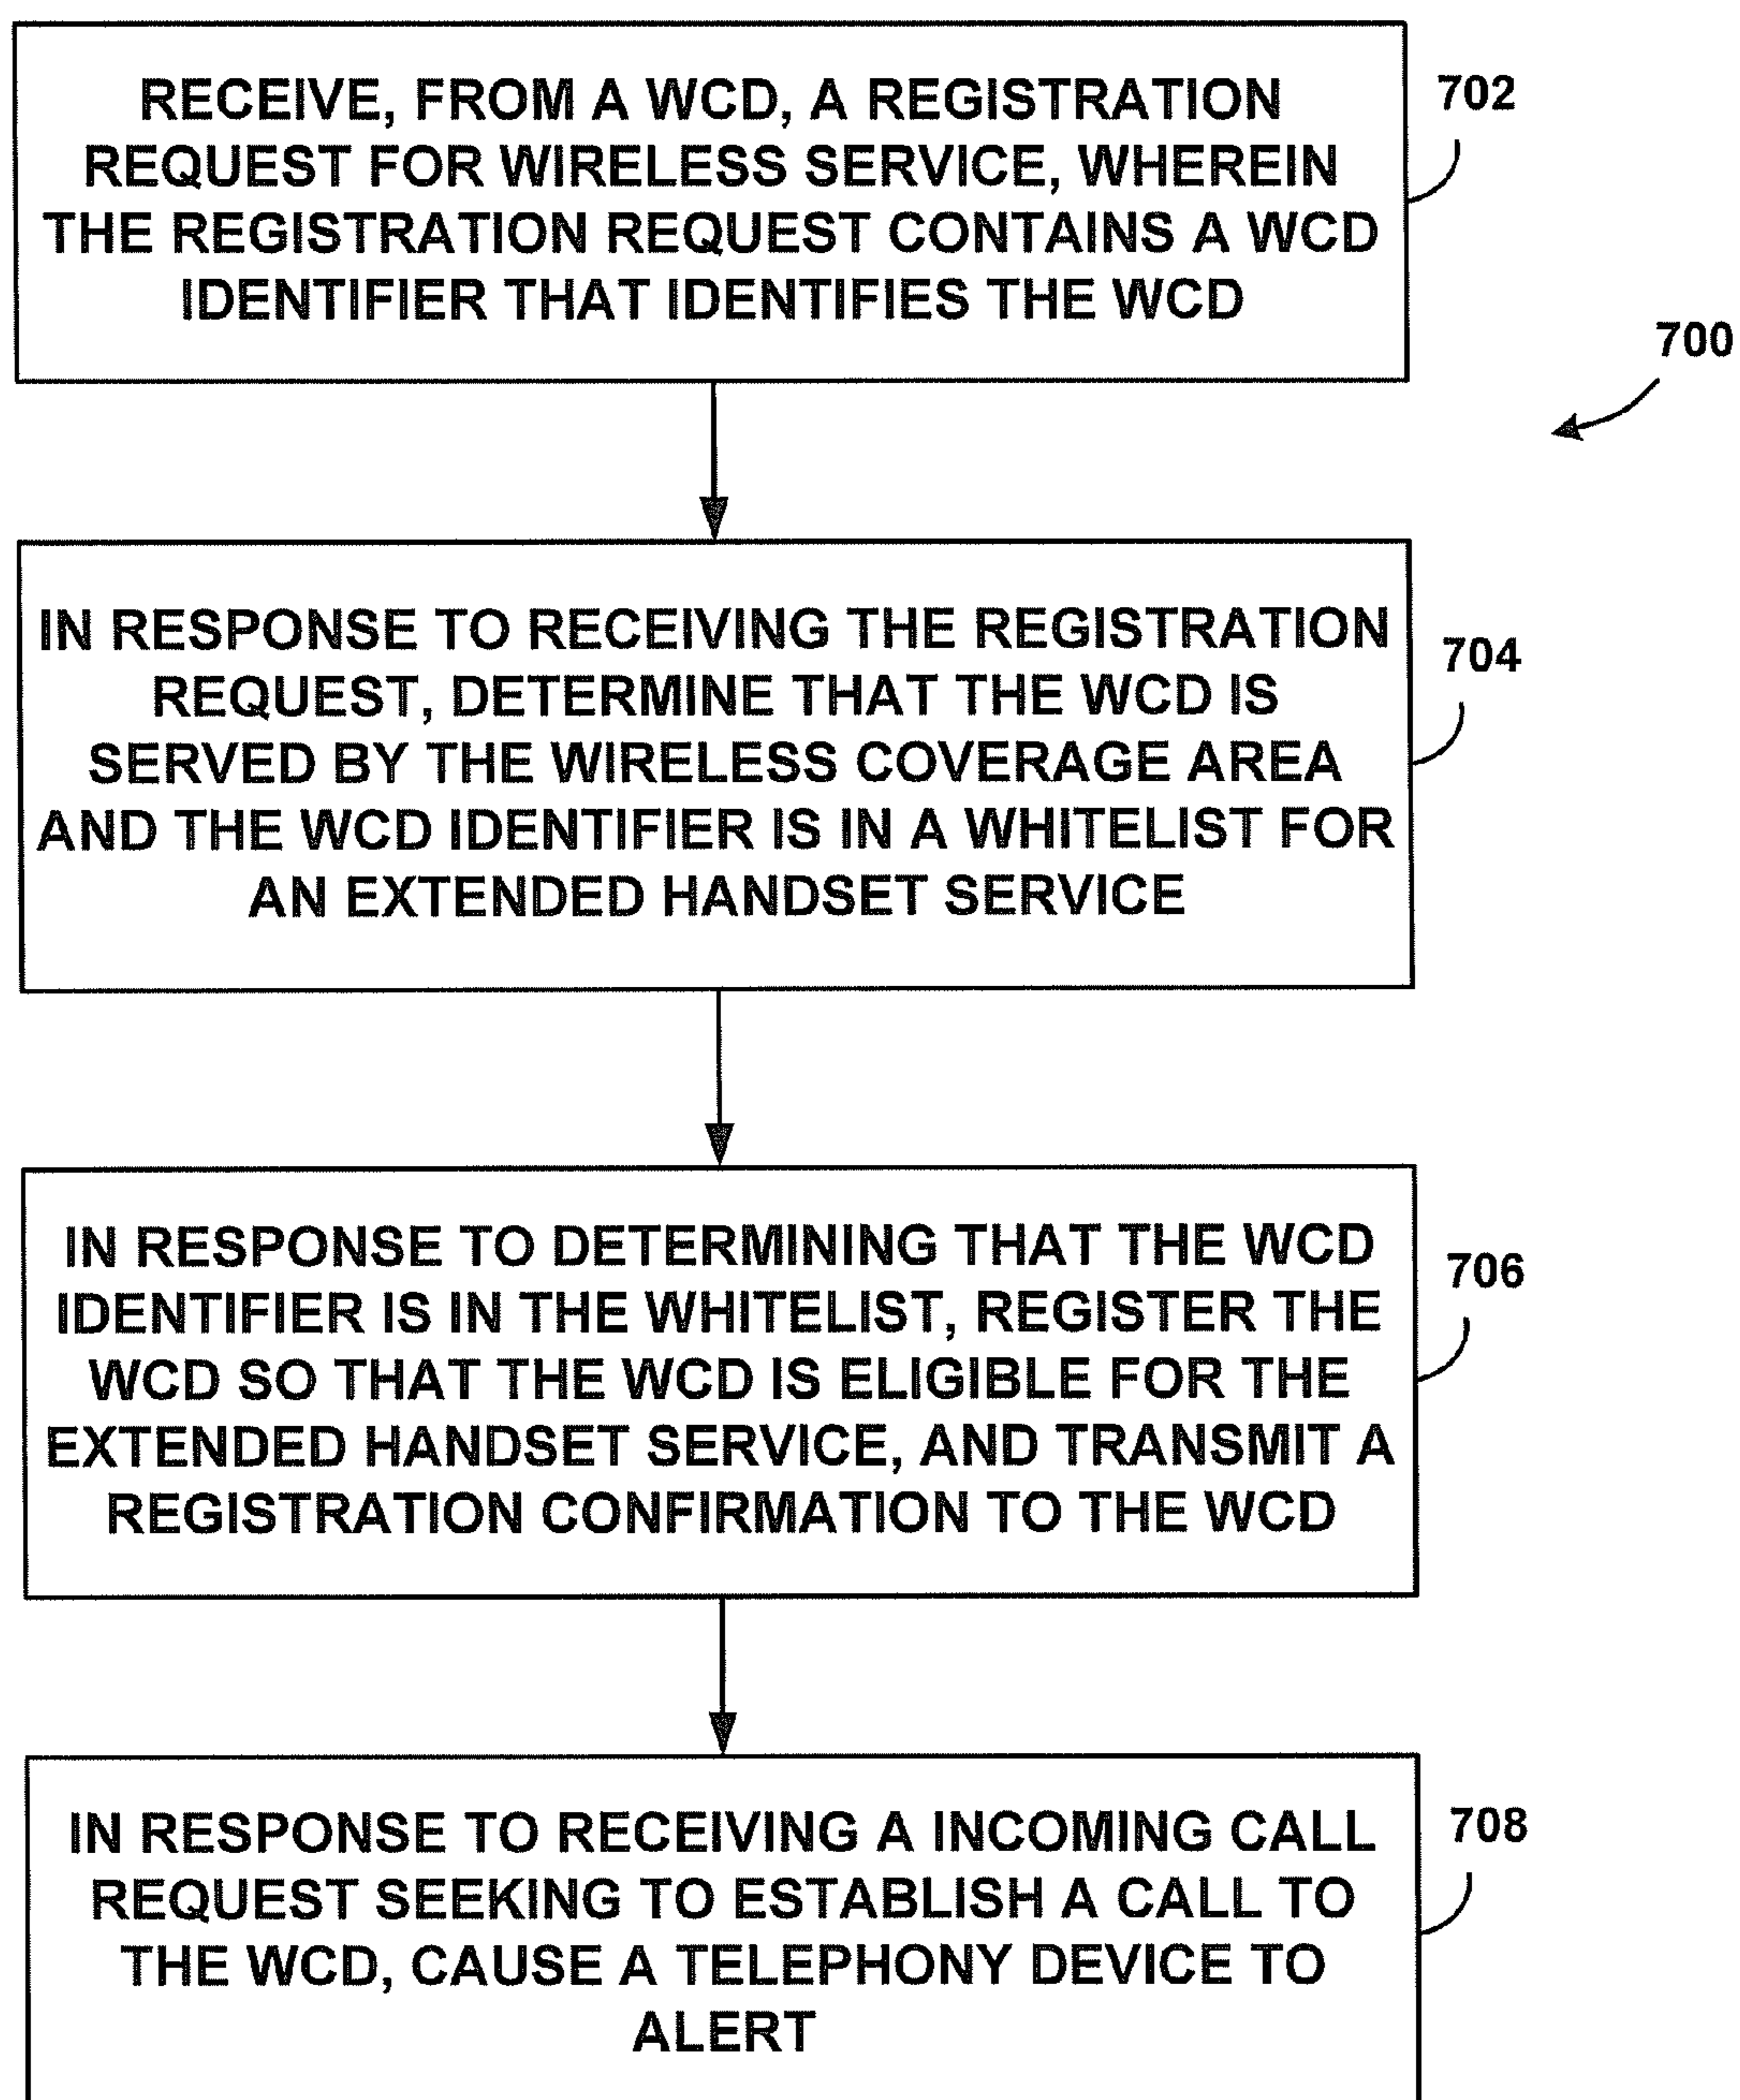 RECEIVE, FROM A WCD, A REGISTRATION
REQUEST FOR WIRELESS SERVICE, WHEREIN
THE REGISTRATION REQUEST CONTAINS A WCD
IDENTIFIER THAT IDENTIFIES THE WCD
702
700
IN RESPONSE TO RECEIVING THE REGISTRATION
REQUEST, DETERMINE THAT THE WCD IS
SERVED BY THE WIRELESS COVERAGE AREA
AND THE WCD IDENTIFIER IS IN A WHITELIST FOR
AN EXTENDED HANDSET SERVICE
704
IN RESPONSE TO DETERMINING THAT THE WCD
IDENTIFIER IS IN THE WHITELIST, REGISTER THE
WCD SO THAT THE WCD IS ELIGIBLE FOR THE
EXTENDED HANDSET SERVICE, AND TRANSMIT A
REGISTRATION CONFIRMATION TO THE WCD
706
IN RESPONSE TO RECEIVING A INCOMING CALL
REQUEST SEEKING TO ESTABLISH A CALL TO
THE WCD, CAUSE A TELEPHONY DEVICE TO
ALERT
708